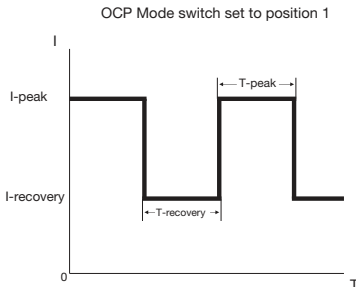 OCP Mode switch set to position 1
I
T-peak
I-peak
I-recovery
T-recovery
0
T